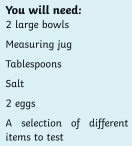 You will need:
2 large bowls
Measuring jug
Tablespoons
Salt
2 eggs
A selection of different
items to test